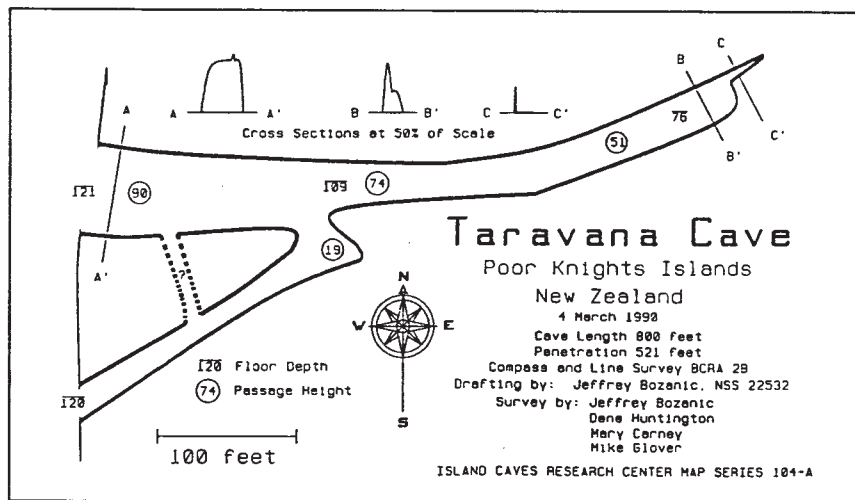 A
A A'
B B'
C C'
B
C
Cross Sections at 50% of Scale
76
51
B'
C'
121
90
109
74
19
A'
?
Taravana Cave
Poor Knights Islands
New Zealand
4 March 1990
Cave Length 800 feet
Penetration 521 feet
Compass and Line Survey BCRA 2B
Drafting by: Jeffrey Bozanic, NSS 22532
Survey by: Jeffrey Bozanic
Dene Huntington
Mary Carney
Mike Glover
N
W E
S
120 Floor Depth
74 Passage Height
120
100 feet
ISLAND CAVES RESEARCH CENTER MAP SERIES 104-A